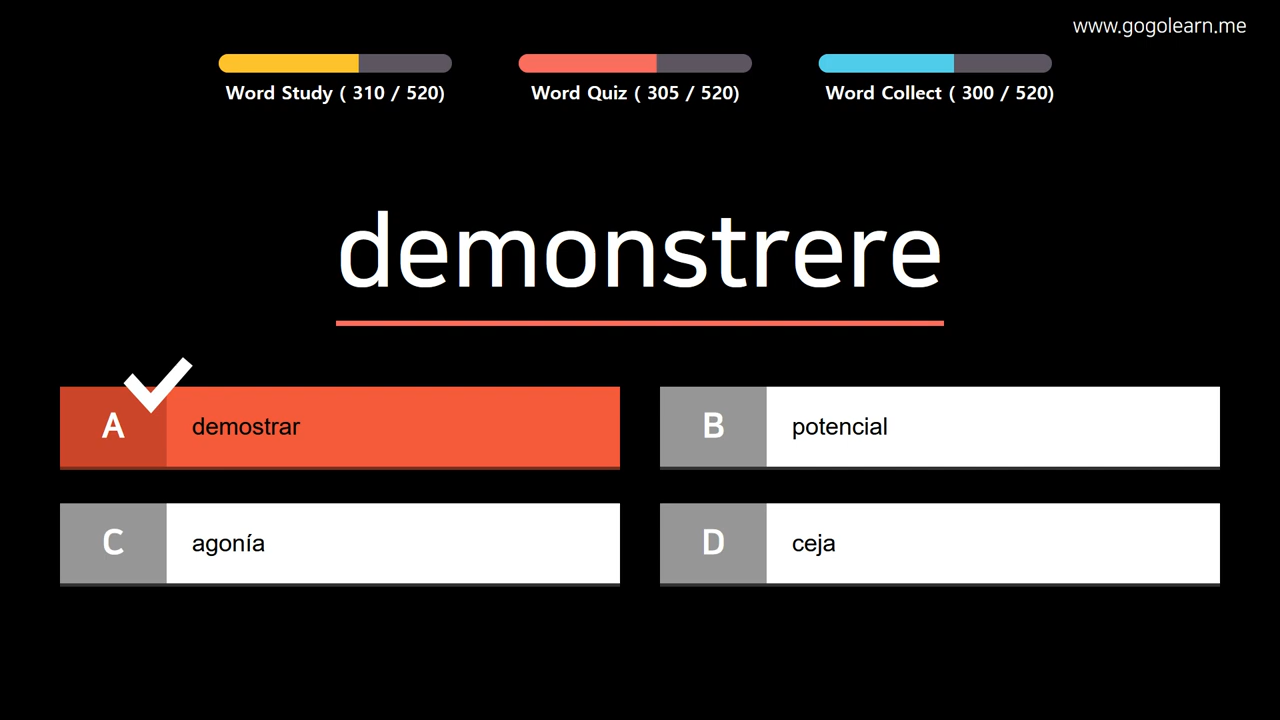 www.gogolearn.me
Word Study ( 310 / 520)
Word Quiz ( 305 / 520)
Word Collect ( 300 / 520)
demonstrere
A demostrar
B potencial
C agonía
D ceja